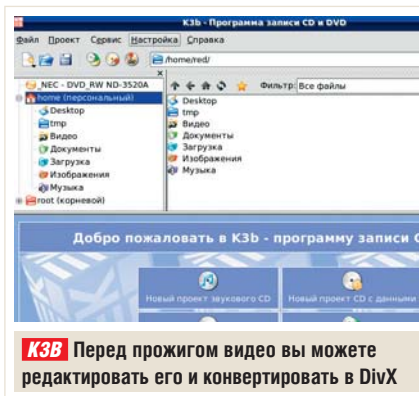 K3b - Программа записи CD и DVD
Файл Проект Сервис Настройка Справка
/home/red/
_NEC - DVD_RW ND-3520A
Фильтр: Все файлы
home (персональный)
Desktop
tmp
Видео
Документы
Загрузка
Изображения
Музыка
root (корневой)
Desktop
tmp
Видео
Документы
Загрузка
Изображения
Музыка
Добро пожаловать в K3b - программу записи C
Новый проект звукового CD Новый проект CD с данными
K3B Перед прожигом видео вы можете
редактировать его и конвертировать в DivX